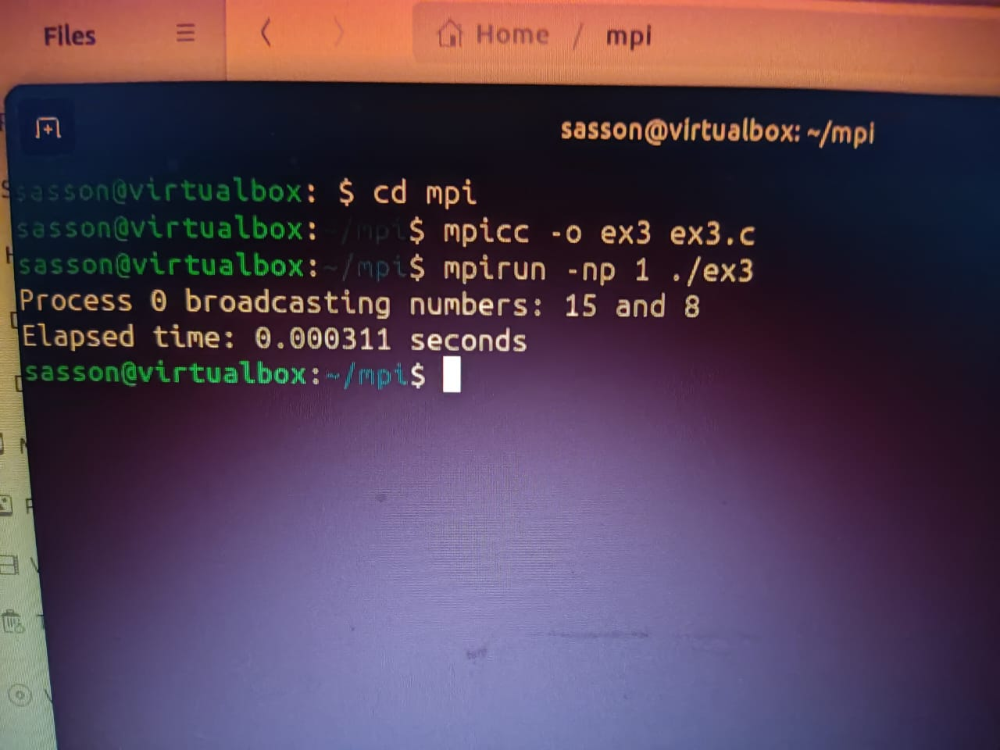 Files
Home / mpi
sasson@virtualbox: ~/mpi
sasson@virtualbox: $ cd mpi
sasson@virtualbox:~/mpi$ mpicc -o ex3 ex3.c
sasson@virtualbox:~/mpi$ mpirun -np 1 ./ex3
Process 0 broadcasting numbers: 15 and 8
Elapsed time: 0.000311 seconds
sasson@virtualbox:~/mpi$